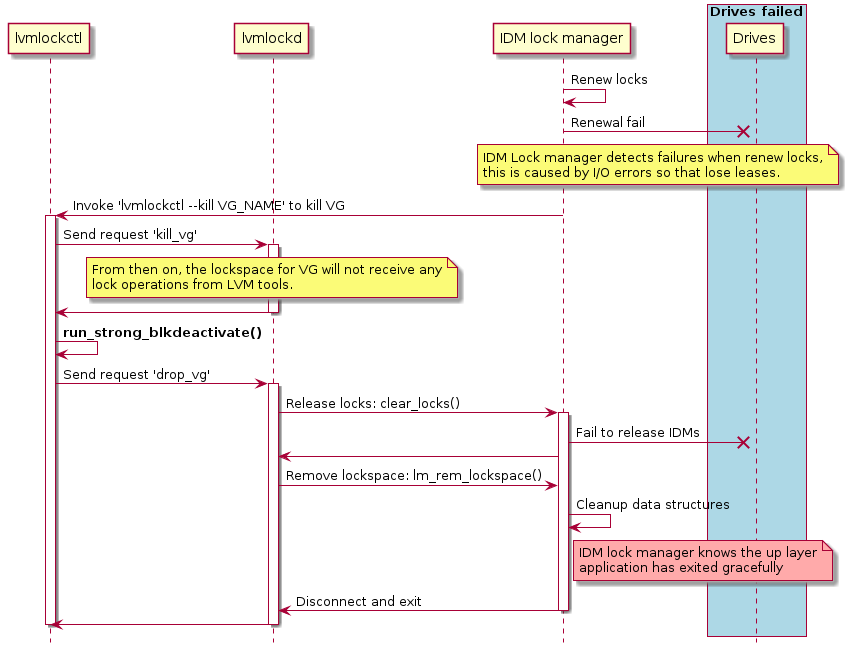 Drives failed
lvmlockctl
lvmlockd
IDM lock manager
Drives
Renew locks
Renewal fail
IDM Lock manager detects failures when renew locks,
this is caused by I/O errors so that lose leases.
Invoke 'lvmlockctl --kill VG_NAME' to kill VG
Send request 'kill_vg'
From then on, the lockspace for VG will not receive any
lock operations from LVM tools.
run_strong_blkdeactivate()
Send request 'drop_vg'
Release locks: clear_locks()
Fail to release IDMs
Remove lockspace: lm_rem_lockspace()
Cleanup data structures
IDM lock manager knows the up layer
application has exited gracefully
Disconnect and exit